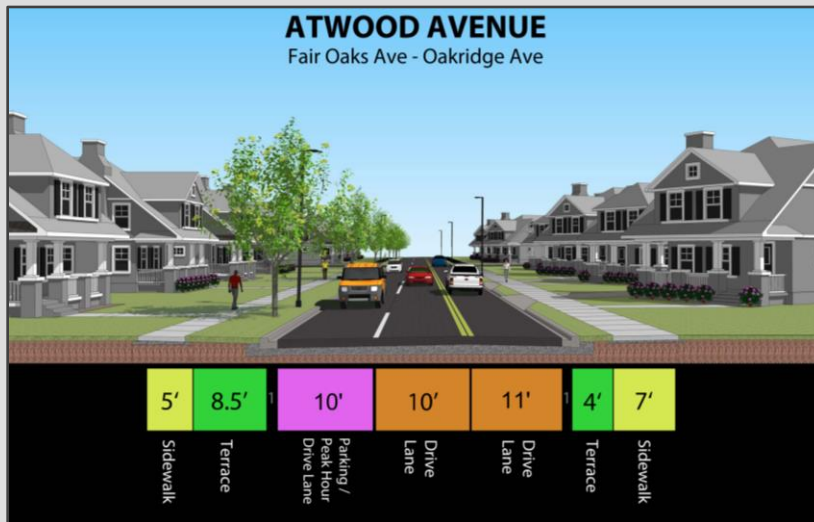 ATWOOD AVENUE
Fair Oaks Ave - Oakridge Ave
5'
8.5'
1
10'
10'
11'
1
4'
7'
Sidewalk
Terrace
Parking /
Peak Hour
Drive Lane
Drive
Lane
Drive
Lane
Terrace
Sidewalk